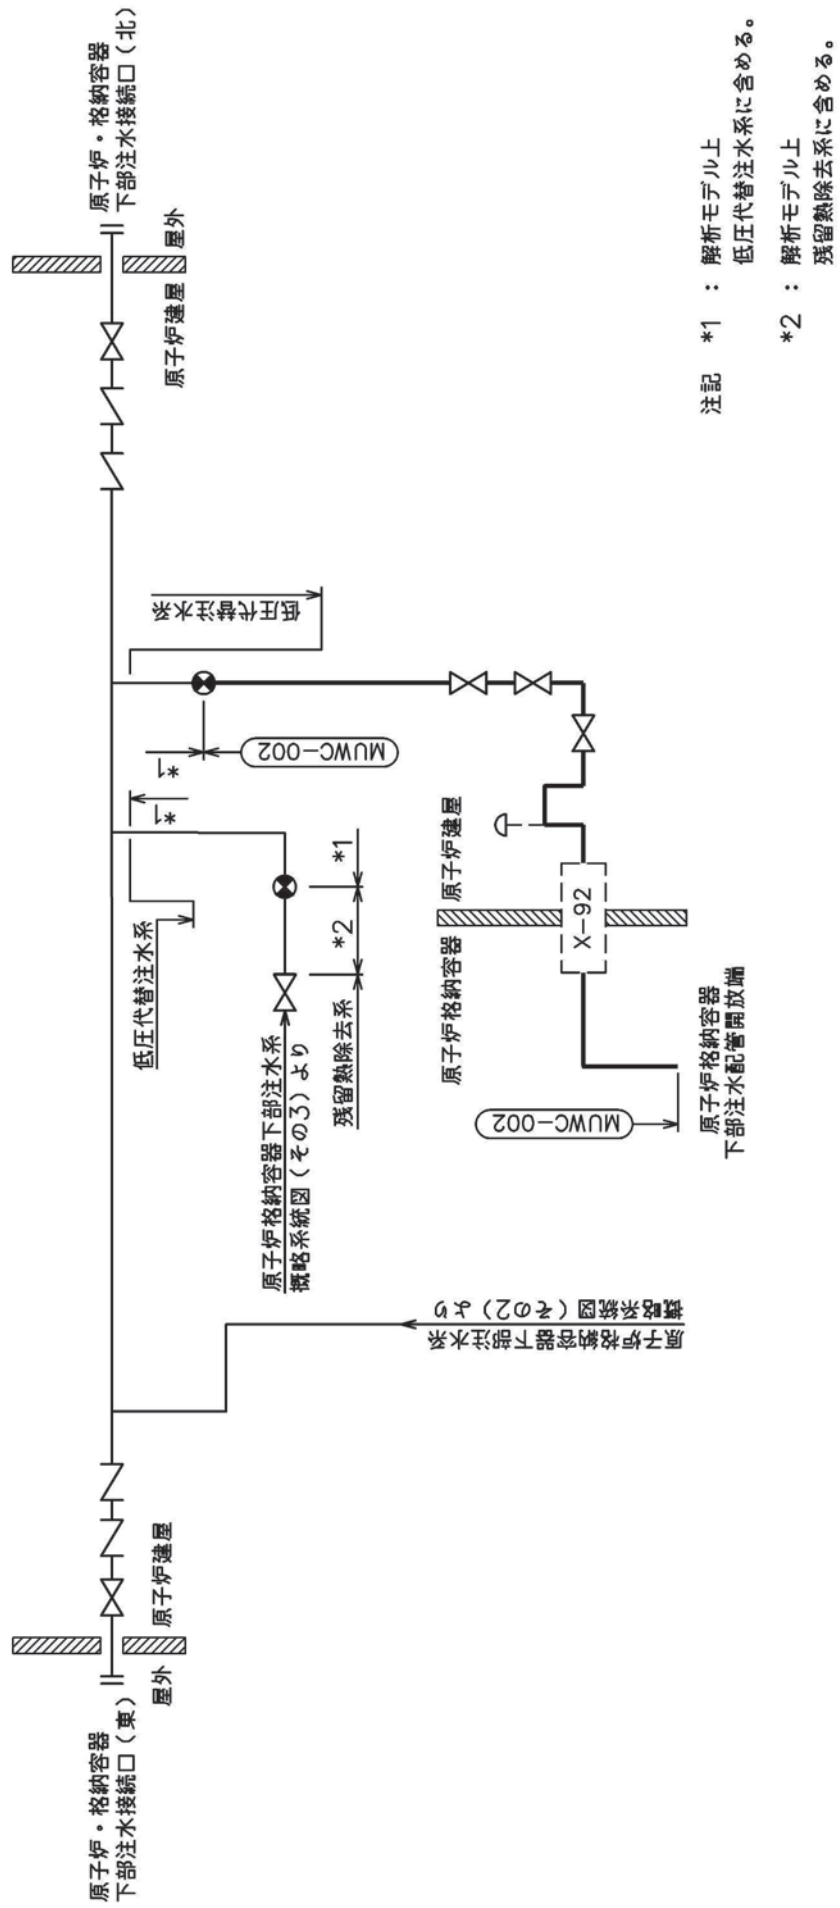 原子炉・格納容器
下部注水接続口(東)
屋外
原子炉建屋
原子炉格納容器下部注水系
概略系統図(その2)より
原子炉格納容器下部注水系
概略系統図(その3)より
残留熱除去系
*2
*1
低圧代替注水系
*1
*1
MUWC-002
低圧代替注水系
原子炉建屋
屋外
原子炉・格納容器
下部注水接続口(北)
MUWC-002
原子炉格納容器
下部注水配管開放端
原子炉格納容器
原子炉建屋
X-92
注記 *1 : 解析モデル上
低圧代替注水系に含める。
*2 : 解析モデル上
残留熱除去系に含める。